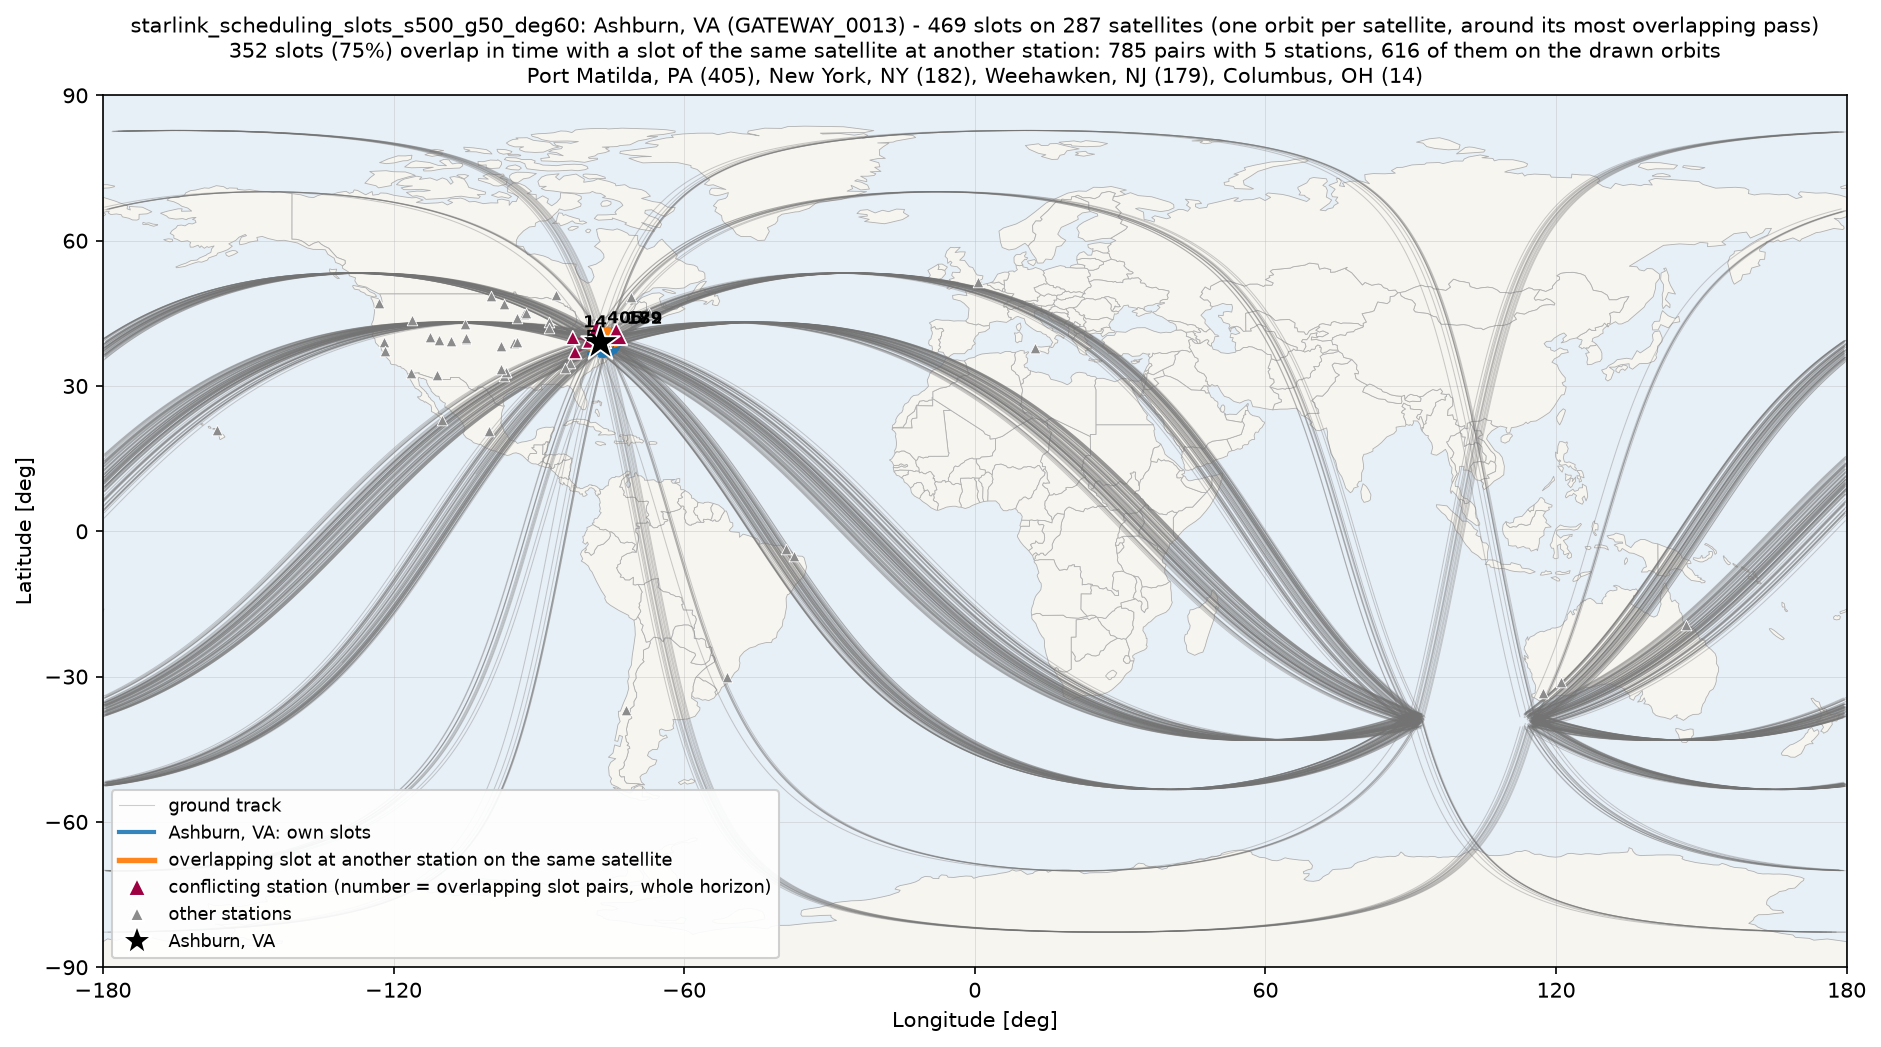 starlink_scheduling_slots_s500_g50_deg60: Ashburn, VA (GATEWAY_0013) - 469 slots on 287 satellites (one orbit per satellite, around its most overlapping pass)
352 slots (75%) overlap in time with a slot of the same satellite at another station: 785 pairs with 5 stations, 616 of them on the drawn orbits
Port Matilda, PA (405), New York, NY (182), Weehawken, NJ (179), Columbus, OH (14)
90
60
30
0
−30
−60
−90
Latitude [deg]
14
ground track
Ashburn, VA: own slots
overlapping slot at another station on the same satellite
conflicting station (number = overlapping slot pairs, whole horizon)
other stations
Ashburn, VA
−180
−120
−60
0
60
120
180
Longitude [deg]